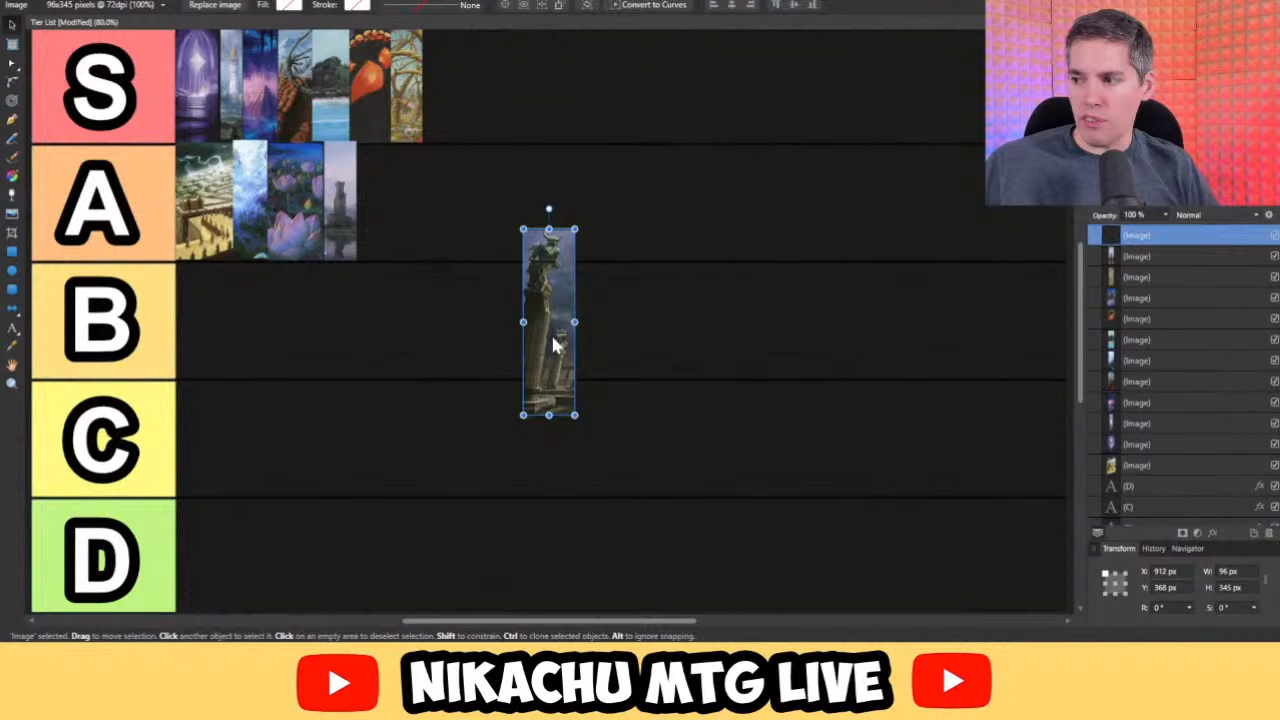 Image 96x345 pixels @ 72dpi (100%) Replace Image Fill: Stroke: None Convert to Curves
Tier List [Modified] (80.0%)
S
A
B
C
D
Opacity: 100 % Normal
(Image)
(Image)
(Image)
(Image)
(Image)
(Image)
(Image)
(Image)
(Image)
(Image)
(Image)
(Image)
A (D) fx
A (C) fx
fx
Transform History Navigator
X: 912 px W: 96 px
Y: 368 px H: 345 px
R: 0 ° S: 0 °
'Image' selected. Drag to move selection. Click another object to select it. Click on an empty area to deselect selection. Shift to constrain. Ctrl to clone selected objects. Alt to ignore snapping.
NIKACHU MTG LIVE